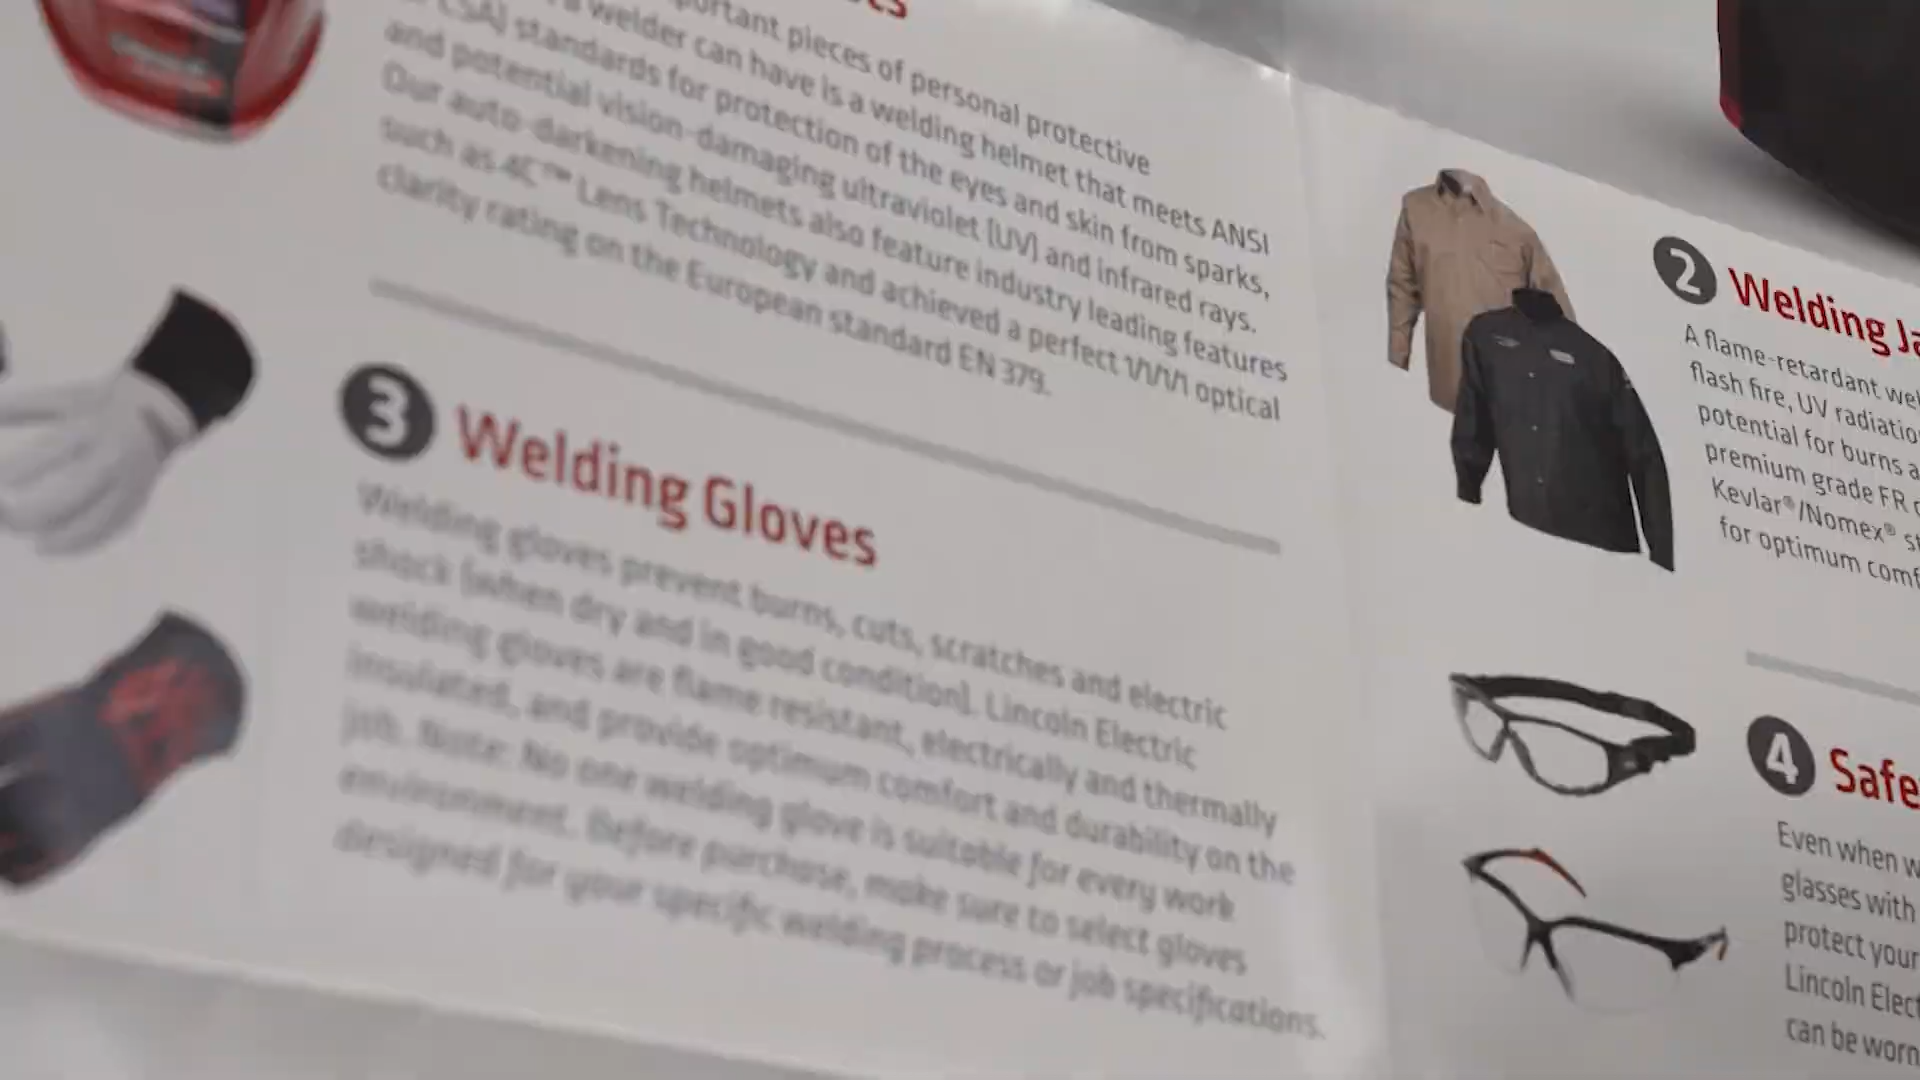 ortant pieces of personal protective
welder can have is a welding helmet that meets ANSI
CSA) standards for protection of the eyes and skin from sparks,
and potential vision-damaging ultraviolet (UV) and infrared rays.
Our auto-darkening helmets also feature industry leading features
such as 4C™ Lens Technology and achieved a perfect 1/1/1/1 optical
clarity rating on the European standard EN 379.
3 Welding Gloves
Welding gloves prevent burns, cuts, scratches and electric
shock (when dry and in good condition). Lincoln Electric
welding gloves are flame resistant, electrically and thermally
insulated, and provide optimum comfort and durability on the
job. Note: No one welding glove is suitable for every work
environment. Before purchase, make sure to select gloves
designed for your specific welding process or job specifications.
2 Welding Ja
A flame-retardant wel
flash fire, UV radiatio
potential for burns a
premium grade FR c
Kevlar®/Nomex® st
for optimum comf
4 Safe
Even when w
glasses with
protect your
Lincoln Elect
can be worn